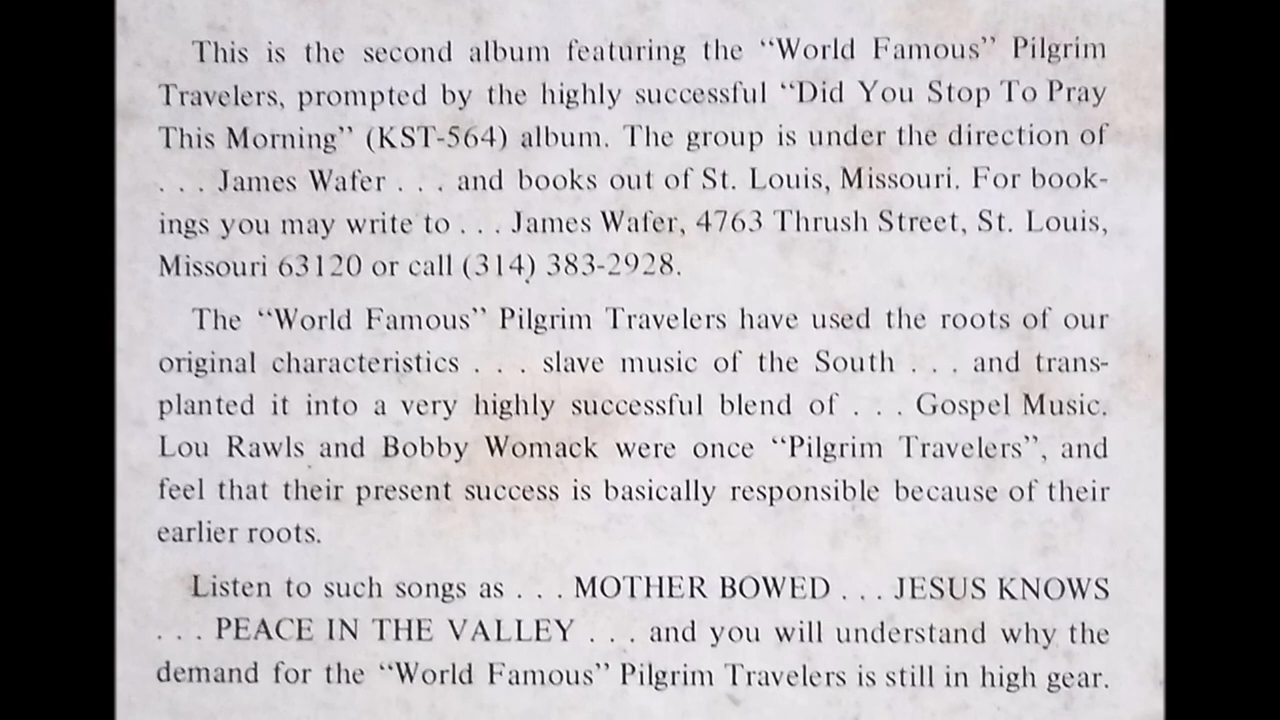 This is the second album featuring the “World Famous” Pilgrim
Travelers, prompted by the highly successful “Did You Stop To Pray
This Morning” (KST-564) album. The group is under the direction of
. . . James Wafer . . . and books out of St. Louis, Missouri. For book-
ings you may write to . . . James Wafer, 4763 Thrush Street, St. Louis,
Missouri 63120 or call (314) 383-2928.
The “World Famous” Pilgrim Travelers have used the roots of our
original characteristics . . . slave music of the South . . . and trans-
planted it into a very highly successful blend of . . . Gospel Music.
Lou Rawls and Bobby Womack were once “Pilgrim Travelers”, and
feel that their present success is basically responsible because of their
earlier roots.
Listen to such songs as . . . MOTHER BOWED . . . JESUS KNOWS
. . . PEACE IN THE VALLEY . . . and you will understand why the
demand for the “World Famous” Pilgrim Travelers is still in high gear.